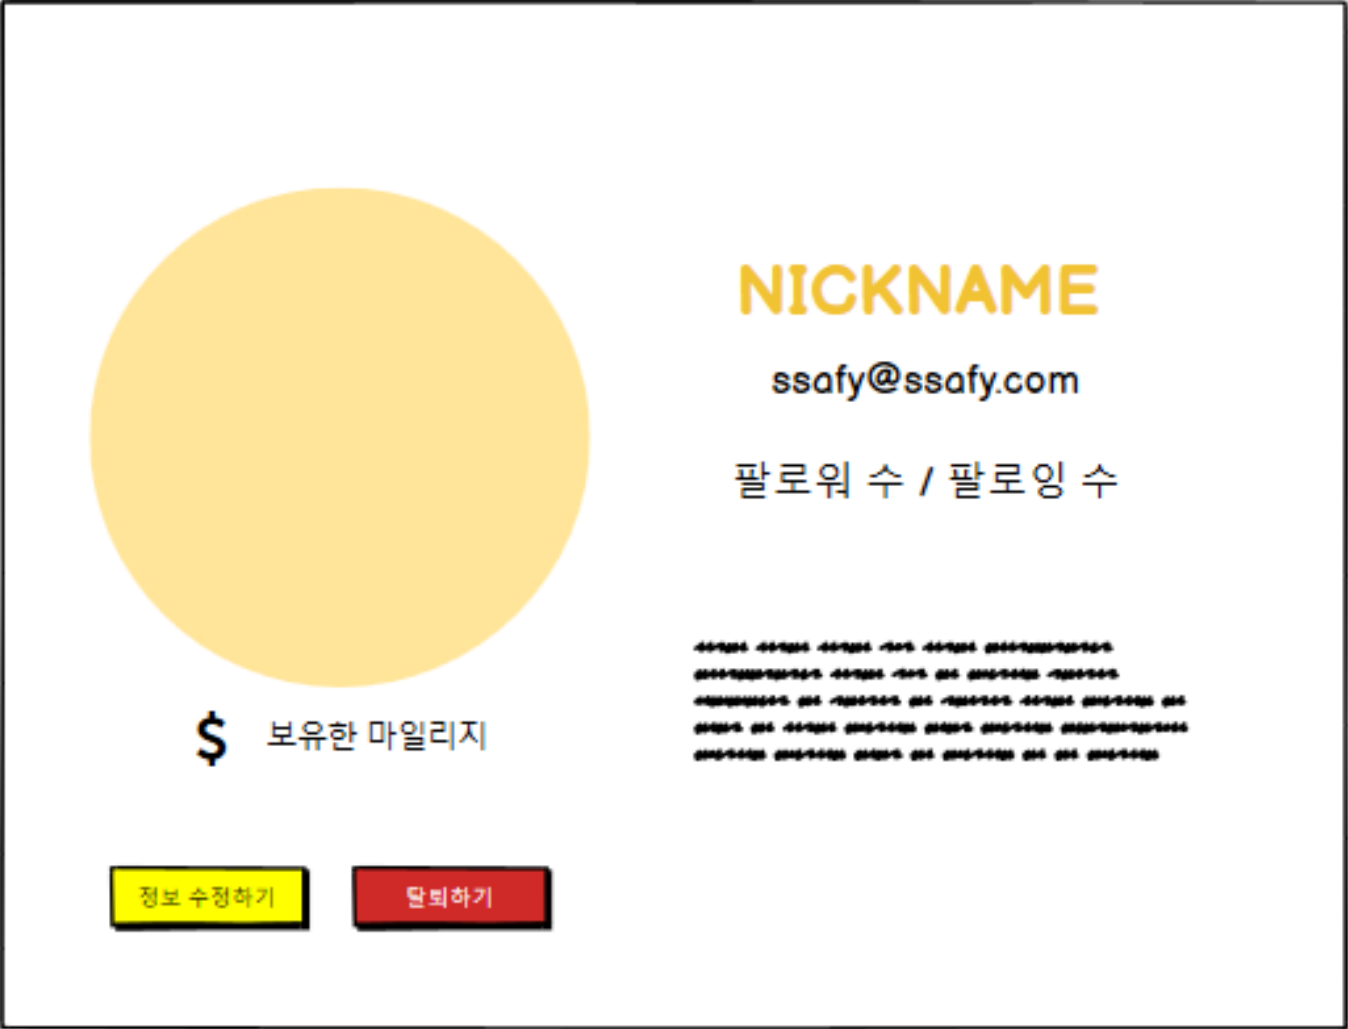 NICKNAME
ssafy@ssafy.com
팔로워 수 / 팔로잉 수
$ 보유한 마일리지
정보 수정하기
탈퇴하기